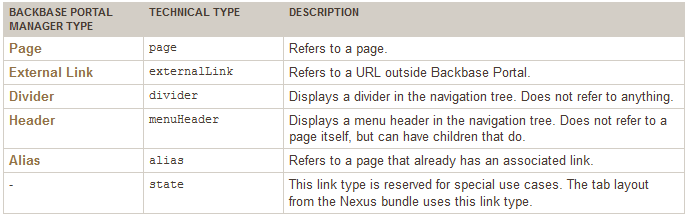 BACKBASE PORTAL MANAGER TYPE TECHNICAL TYPE DESCRIPTION
Page page Refers to a page.
External Link externalLink Refers to a URL outside Backbase Portal.
Divider divider Displays a divider in the navigation tree. Does not refer to anything.
Header menuHeader Displays a menu header in the navigation tree. Does not refer to a
page itself, but can have children that do.
Alias alias Refers to a page that already has an associated link.
- state This link type is reserved for special use cases. The tab layout
from the Nexus bundle uses this link type.